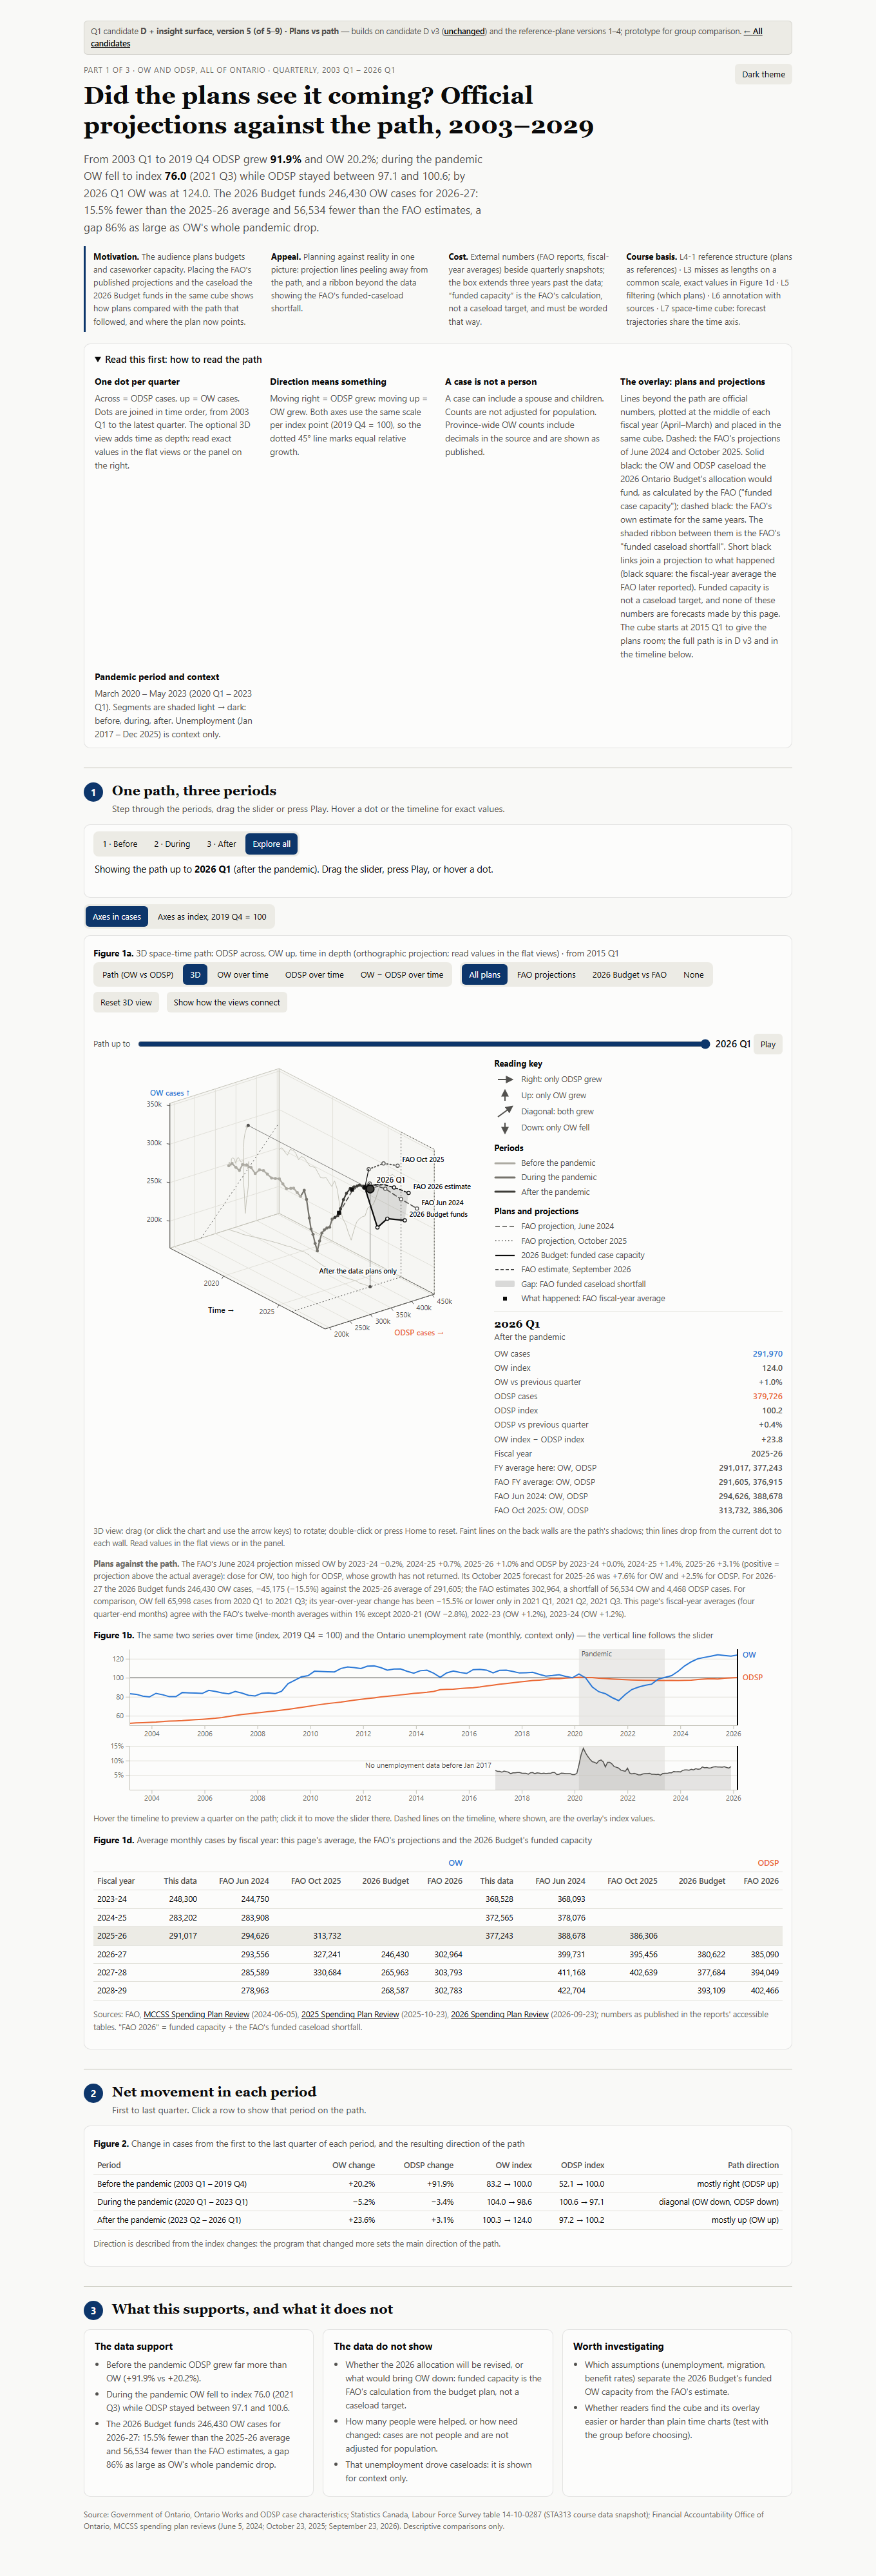 Q1 candidate D + insight surface, version 5 (of 5–9) · Plans vs path — builds on candidate D v3 (unchanged) and the reference-plane versions 1–4; prototype for group comparison. ← All
candidates
PART 1 OF 3 · OW AND ODSP, ALL OF ONTARIO · QUARTERLY, 2003 Q1 – 2026 Q1
Dark theme
Did the plans see it coming? Official
projections against the path, 2003–2029
From 2003 Q1 to 2019 Q4 ODSP grew 91.9% and OW 20.2%; during the pandemic
OW fell to index 76.0 (2021 Q3) while ODSP stayed between 97.1 and 100.6; by
2026 Q1 OW was at 124.0. The 2026 Budget funds 246,430 OW cases for 2026-27:
15.5% fewer than the 2025-26 average and 56,534 fewer than the FAO estimates, a
gap 86% as large as OW's whole pandemic drop.
Motivation. The audience plans budgets
and caseworker capacity. Placing the FAO's
published projections and the caseload the
2026 Budget funds in the same cube shows
how plans compared with the path that
followed, and where the plan now points.
Appeal. Planning against reality in one
picture: projection lines peeling away from
the path, and a ribbon beyond the data
showing the FAO's funded-caseload
shortfall.
Cost. External numbers (FAO reports, fiscal-
year averages) beside quarterly snapshots;
the box extends three years past the data;
"funded capacity" is the FAO's calculation,
not a caseload target, and must be worded
that way.
Course basis. L4-1 reference structure (plans
as references) · L3 misses as lengths on a
common scale, exact values in Figure 1d · L5
filtering (which plans) · L6 annotation with
sources · L7 space-time cube: forecast
trajectories share the time axis.
▼ Read this first: how to read the path
One dot per quarter
Across = ODSP cases, up = OW cases.
Dots are joined in time order, from 2003
Q1 to the latest quarter. The optional 3D
view adds time as depth; read exact
values in the flat views or the panel on
the right.
Direction means something
Moving right = ODSP grew; moving up =
OW grew. Both axes use the same scale
per index point (2019 Q4 = 100), so the
dotted 45° line marks equal relative
growth.
A case is not a person
A case can include a spouse and children.
Counts are not adjusted for population.
Province-wide OW counts include
decimals in the source and are shown as
published.
The overlay: plans and projections
Lines beyond the path are official
numbers, plotted at the middle of each
fiscal year (April–March) and placed in the
same cube. Dashed: the FAO's projections
of June 2024 and October 2025. Solid
black: the OW and ODSP caseload the
2026 Ontario Budget's allocation would
fund, as calculated by the FAO ("funded
case capacity"); dashed black: the FAO's
own estimate for the same years. The
shaded ribbon between them is the FAO's
"funded caseload shortfall". Short black
links join a projection to what happened
(black square: the fiscal-year average the
FAO later reported). Funded capacity is
not a caseload target, and none of these
numbers are forecasts made by this page.
The cube starts at 2015 Q1 to give the
plans room; the full path is in D v3 and in
the timeline below.
Pandemic period and context
March 2020 – May 2023 (2020 Q1 – 2023
Q1). Segments are shaded light → dark:
before, during, after. Unemployment (Jan
2017 – Dec 2025) is context only.
1 One path, three periods
Step through the periods, drag the slider or press Play. Hover a dot or the timeline for exact values.
1 · Before 2 · During 3 · After Explore all
Showing the path up to 2026 Q1 (after the pandemic). Drag the slider, press Play, or hover a dot.
Axes in cases Axes as index, 2019 Q4 = 100
Figure 1a. 3D space-time path: ODSP across, OW up, time in depth (orthographic projection; read values in the flat views) · from 2015 Q1
Path (OW vs ODSP) 3D OW over time ODSP over time OW − ODSP over time All plans FAO projections 2026 Budget vs FAO None
Reset 3D view Show how the views connect
Path up to 2026 Q1 Play
OW cases ↑
350k
300k
250k
200k
2020
2025
Time →
200k
250k
300k
350k
400k
450k
ODSP cases →
FAO Oct 2025
2026 Q1
FAO 2026 estimate
FAO Jun 2024
2026 Budget funds
After the data: plans only
Reading key
Right: only ODSP grew
Up: only OW grew
Diagonal: both grew
Down: only OW fell
Periods
Before the pandemic
During the pandemic
After the pandemic
Plans and projections
FAO projection, June 2024
FAO projection, October 2025
2026 Budget: funded case capacity
FAO estimate, September 2026
Gap: FAO funded caseload shortfall
What happened: FAO fiscal-year average
2026 Q1
After the pandemic
OW cases 291,970
OW index 124.0
OW vs previous quarter +1.0%
ODSP cases 379,726
ODSP index 100.2
ODSP vs previous quarter +0.4%
OW index − ODSP index +23.8
Fiscal year 2025-26
FY average here: OW, ODSP 291,017, 377,243
FAO FY average: OW, ODSP 291,605, 376,915
FAO Jun 2024: OW, ODSP 294,626, 388,678
FAO Oct 2025: OW, ODSP 313,732, 386,306
3D view: drag (or click the chart and use the arrow keys) to rotate; double-click or press Home to reset. Faint lines on the back walls are the path's shadows; thin lines drop from the current dot to
each wall. Read values in the flat views or in the panel.
Plans against the path. The FAO's June 2024 projection missed OW by 2023-24 −0.2%, 2024-25 +0.7%, 2025-26 +1.0% and ODSP by 2023-24 +0.0%, 2024-25 +1.4%, 2025-26 +3.1% (positive =
projection above the actual average): close for OW, too high for ODSP, whose growth has not returned. Its October 2025 forecast for 2025-26 was +7.6% for OW and +2.5% for ODSP. For 2026-
27 the 2026 Budget funds 246,430 OW cases, −45,175 (−15.5%) against the 2025-26 average of 291,605; the FAO estimates 302,964, a shortfall of 56,534 OW and 4,468 ODSP cases. For
comparison, OW fell 65,998 cases from 2020 Q1 to 2021 Q3; its year-over-year change has been −15.5% or lower only in 2021 Q1, 2021 Q2, 2021 Q3. This page's fiscal-year averages (four
quarter-end months) agree with the FAO's twelve-month averages within 1% except 2020-21 (OW −2.8%), 2022-23 (OW +1.2%), 2023-24 (OW +1.2%).
Figure 1b. The same two series over time (index, 2019 Q4 = 100) and the Ontario unemployment rate (monthly, context only) — the vertical line follows the slider
120
100
80
60
Pandemic
OW
ODSP
2004 2006 2008 2010 2012 2014 2016 2018 2020 2022 2024 2026
15%
10%
5%
No unemployment data before Jan 2017
2004 2006 2008 2010 2012 2014 2016 2018 2020 2022 2024 2026
Hover the timeline to preview a quarter on the path; click it to move the slider there. Dashed lines on the timeline, where shown, are the overlay's index values.
Figure 1d. Average monthly cases by fiscal year: this page's average, the FAO's projections and the 2026 Budget's funded capacity
OW ODSP
Fiscal year This data FAO Jun 2024 FAO Oct 2025 2026 Budget FAO 2026 This data FAO Jun 2024 FAO Oct 2025 2026 Budget FAO 2026
2023-24 248,300 244,750 368,528 368,093
2024-25 283,202 283,908 372,565 378,076
2025-26 291,017 294,626 313,732 377,243 388,678 386,306
2026-27 293,556 327,241 246,430 302,964 399,731 395,456 380,622 385,090
2027-28 285,589 330,684 265,963 303,793 411,168 402,639 377,684 394,049
2028-29 278,963 268,587 302,783 422,704 393,109 402,466
Sources: FAO, MCCSS Spending Plan Review (2024-06-05), 2025 Spending Plan Review (2025-10-23), 2026 Spending Plan Review (2026-09-23); numbers as published in the reports' accessible
tables. "FAO 2026" = funded capacity + the FAO's funded caseload shortfall.
2 Net movement in each period
First to last quarter. Click a row to show that period on the path.
Figure 2. Change in cases from the first to the last quarter of each period, and the resulting direction of the path
Period OW change ODSP change OW index ODSP index Path direction
Before the pandemic (2003 Q1 – 2019 Q4) +20.2% +91.9% 83.2 → 100.0 52.1 → 100.0 mostly right (ODSP up)
During the pandemic (2020 Q1 – 2023 Q1) −5.2% −3.4% 104.0 → 98.6 100.6 → 97.1 diagonal (OW down, ODSP down)
After the pandemic (2023 Q2 – 2026 Q1) +23.6% +3.1% 100.3 → 124.0 97.2 → 100.2 mostly up (OW up)
Direction is described from the index changes: the program that changed more sets the main direction of the path.
3 What this supports, and what it does not
The data support
• Before the pandemic ODSP grew far more than
OW (+91.9% vs +20.2%).
• During the pandemic OW fell to index 76.0 (2021
Q3) while ODSP stayed between 97.1 and 100.6.
• The 2026 Budget funds 246,430 OW cases for
2026-27: 15.5% fewer than the 2025-26 average
and 56,534 fewer than the FAO estimates, a gap
86% as large as OW's whole pandemic drop.
The data do not show
• Whether the 2026 allocation will be revised, or
what would bring OW down: funded capacity is the
FAO's calculation from the budget plan, not a
caseload target.
• How many people were helped, or how need
changed: cases are not people and are not
adjusted for population.
• That unemployment drove caseloads: it is shown
for context only.
Worth investigating
• Which assumptions (unemployment, migration,
benefit rates) separate the 2026 Budget's funded
OW capacity from the FAO's estimate.
• Whether readers find the cube and its overlay
easier or harder than plain time charts (test with
the group before choosing).
Source: Government of Ontario, Ontario Works and ODSP case characteristics; Statistics Canada, Labour Force Survey table 14-10-0287 (STA313 course data snapshot); Financial Accountability Office of
Ontario, MCCSS spending plan reviews (June 5, 2024; October 23, 2025; September 23, 2026). Descriptive comparisons only.